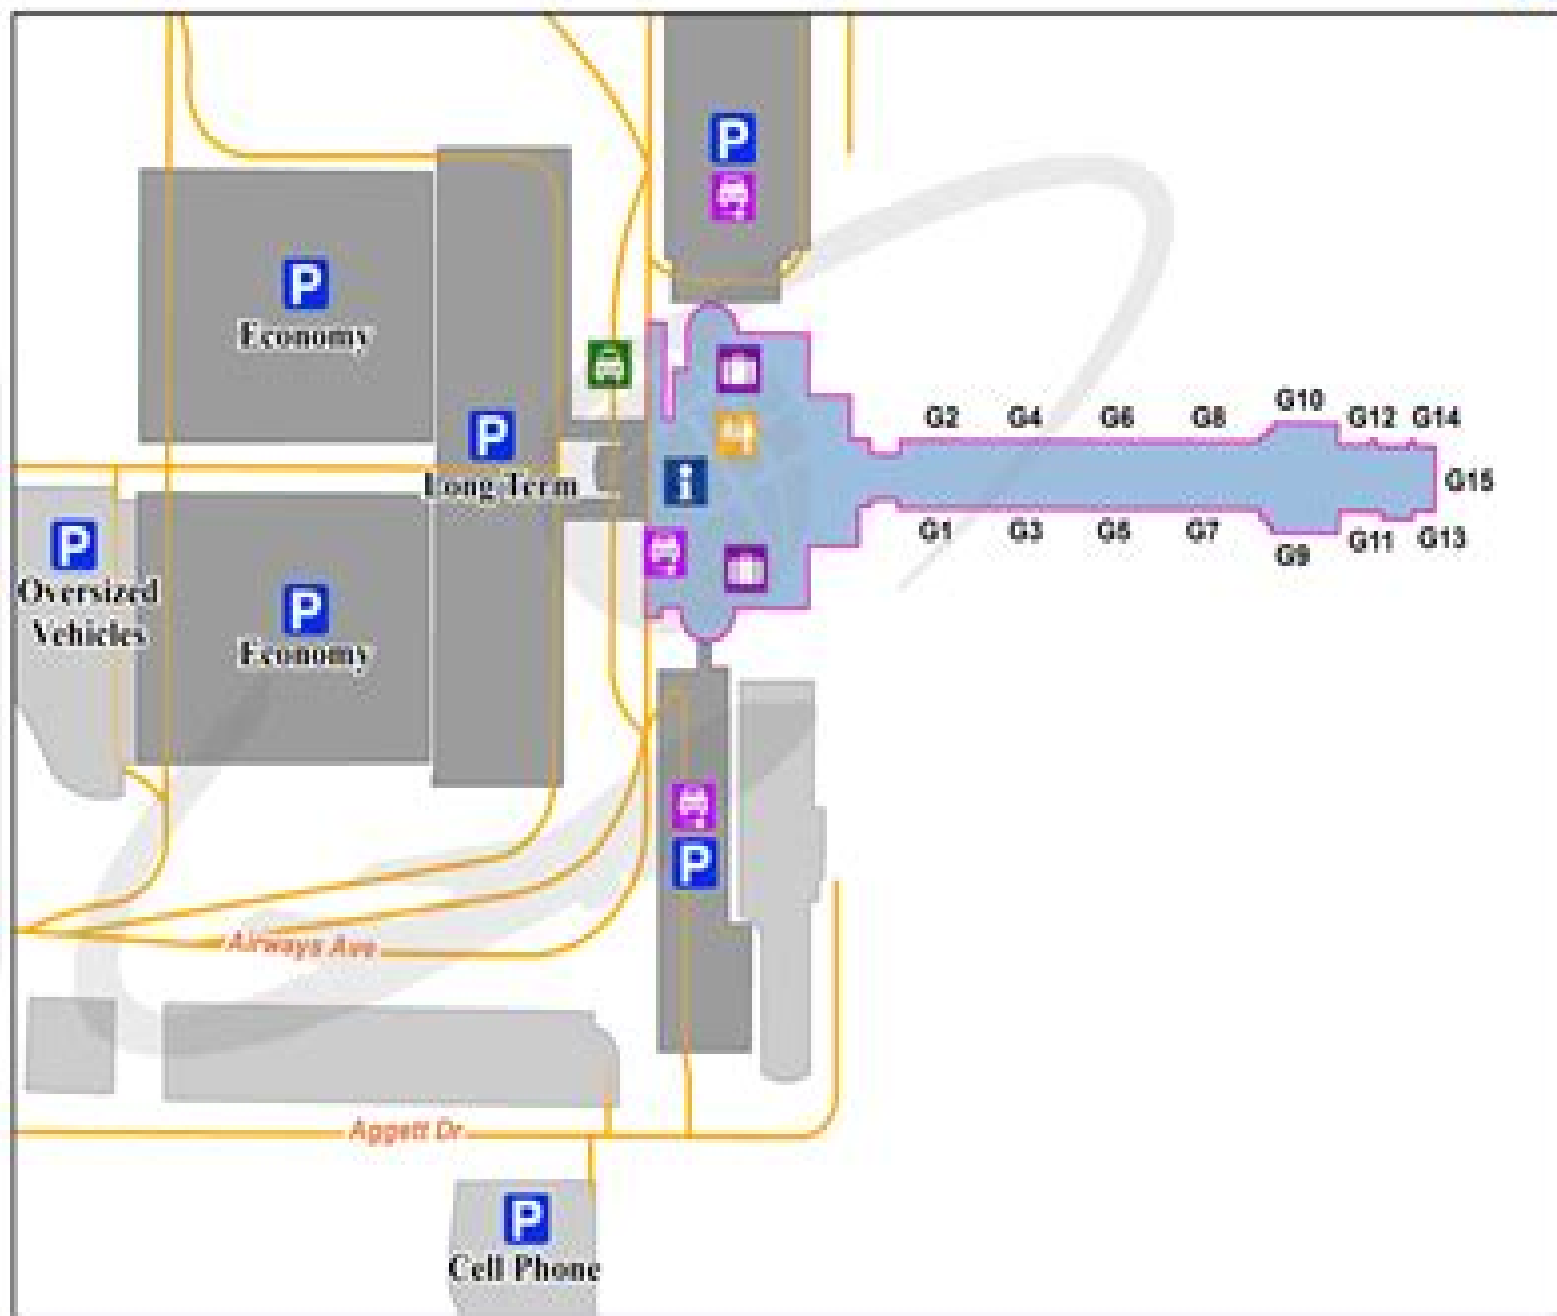 P
P
Economy
P
Long-Term
G2
G4
G6
G8
G10
G12
G14
G15
i
G1
G3
G5
G7
G9
G11
G13
P
Oversized
Vehicles
P
Economy
P
Airways Ave
Aggett Dr
P
Cell Phone